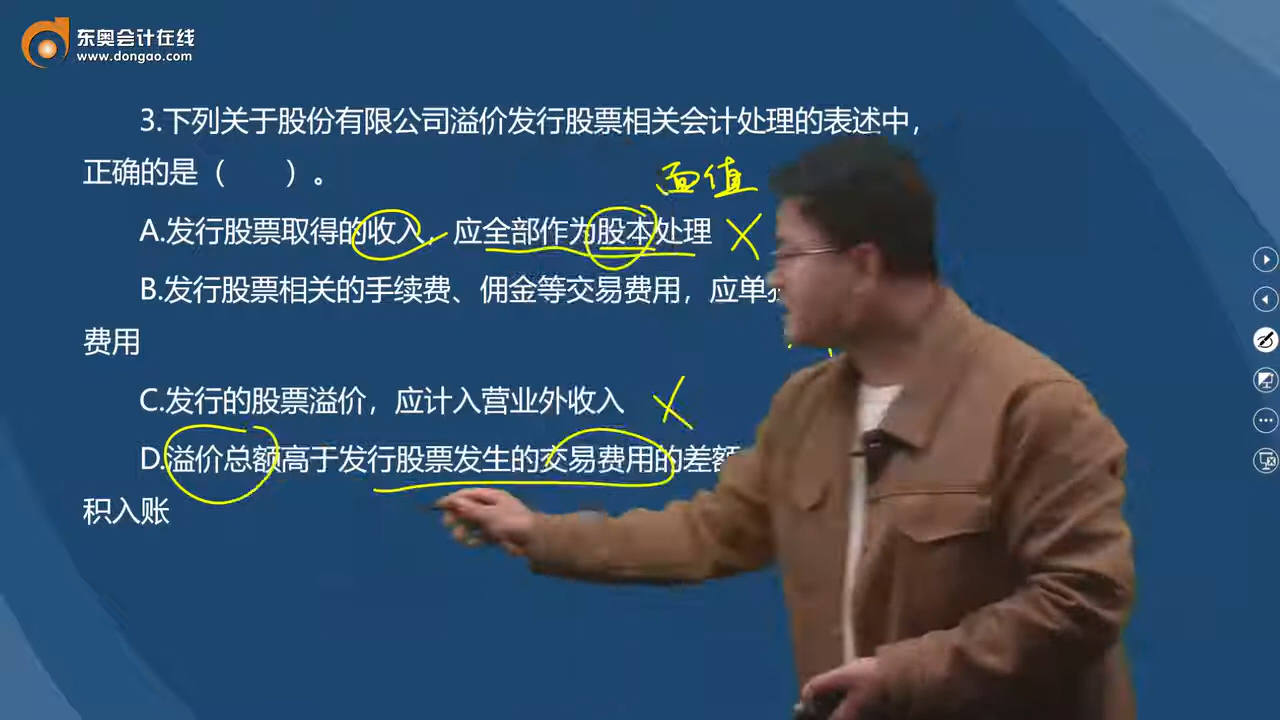 东奥会计在线
www.dongao.com
3.下列关于股份有限公司溢价发行股票相关会计处理的表述中，
正确的是（　　）。
面值
A.发行股票取得的收入，应全部作为股本处理
B.发行股票相关的手续费、佣金等交易费用，应单
费用
C.发行的股票溢价，应计入营业外收入
D.溢价总额高于发行股票发生的交易费用的差额
积入账